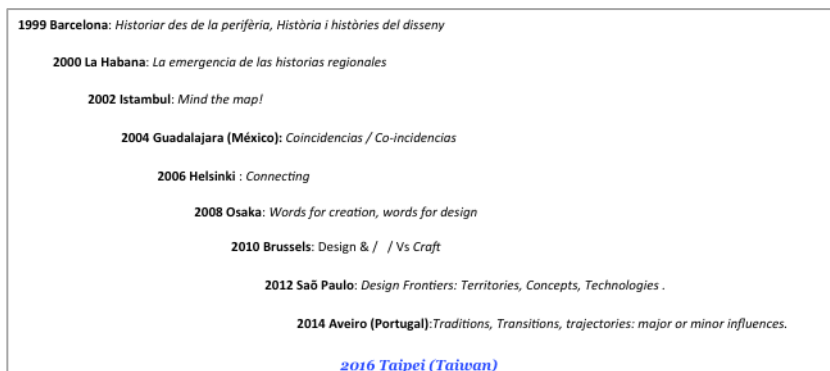 1999 Barcelona: Historiar des de la perifèria, Història i històries del disseny
2000 La Habana: La emergencia de las historias regionales
2002 Istambul: Mind the map!
2004 Guadalajara (México): Coincidencias / Co-incidencias
2006 Helsinki : Connecting
2008 Osaka: Words for creation, words for design
2010 Brussels: Design & /  / Vs Craft
2012 Saõ Paulo: Design Frontiers: Territories, Concepts, Technologies .
2014 Aveiro (Portugal):Traditions, Transitions, trajectories: major or minor influences.
2016 Taipei (Taiwan)